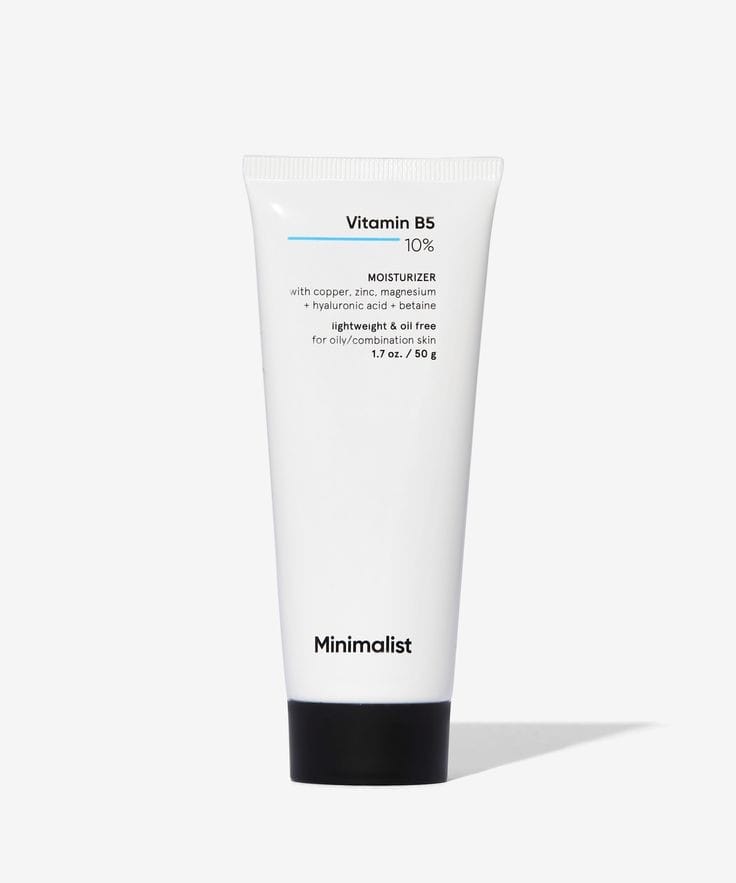 Vitamin B5
10%
MOISTURIZER
with copper, zinc, magnesium
+ hyaluronic acid + betaine
lightweight & oil free
for oily/combination skin
1.7 oz. / 50 g
Minimalist